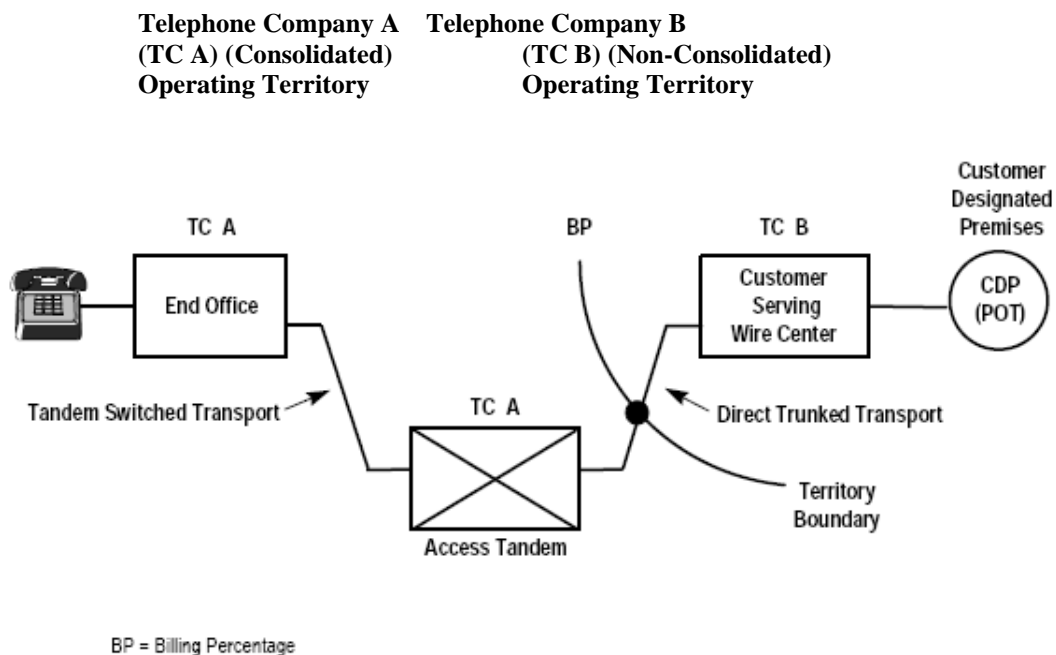 Telephone Company A Telephone Company B
(TC A) (Consolidated) (TC B) (Non-Consolidated)
Operating Territory Operating Territory
Customer
Designated
Premises
TC A
BP
TC B
End Office
Customer
Serving
Wire Center
CDP
(POT)
Tandem Switched Transport
TC A
Direct Trunked Transport
Territory
Boundary
Access Tandem
BP = Billing Percentage